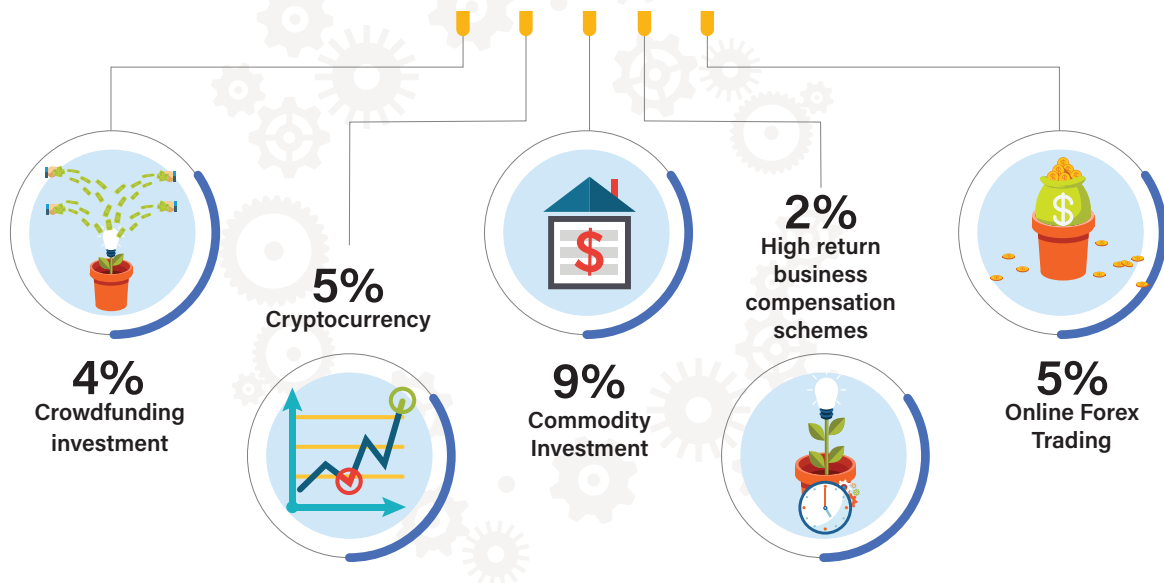 4%
Crowdfunding
investment
5%
Cryptocurrency
9%
Commodity
Investment
2%
High return
business
compensation
schemes
5%
Online Forex
Trading